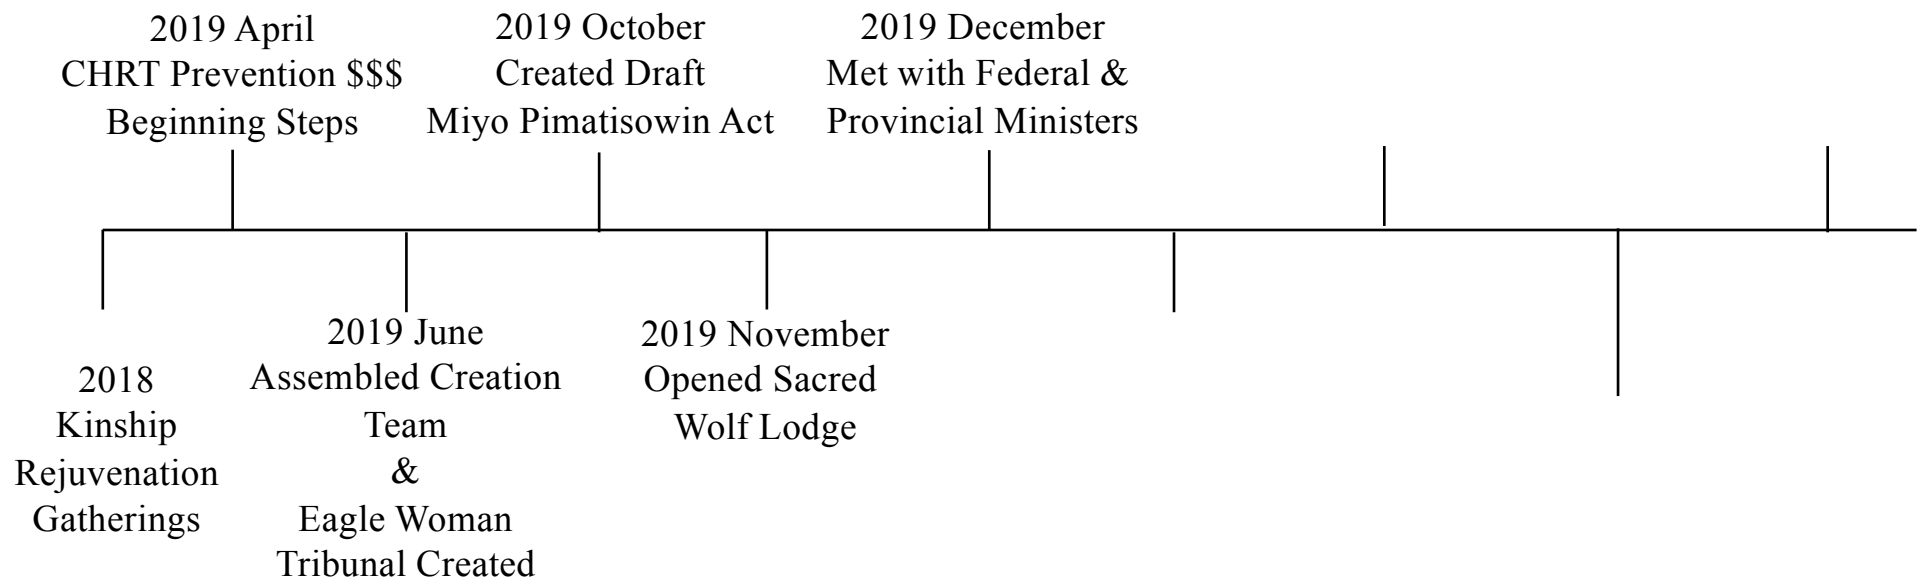 2019 April
CHRT Prevention $$$
Beginning Steps
2019 October
Created Draft
Miyo Pimatisowin Act
2019 December
Met with Federal &
Provincial Ministers
2018
Kinship
Rejuvenation
Gatherings
2019 June
Assembled Creation
Team
&
Eagle Woman
Tribunal Created
2019 November
Opened Sacred
Wolf Lodge